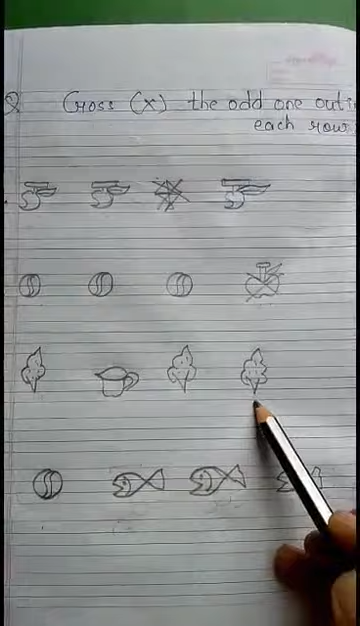 Q. Cross (x) the odd one out in
each row.